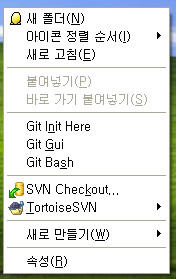 새 폴더(N)
아이콘 정렬 순서(I)
새로 고침(E)
붙여넣기(P)
바로 가기 붙여넣기(S)
Git Init Here
Git Gui
Git Bash
SVN Checkout...
TortoiseSVN
새로 만들기(W)
속성(R)